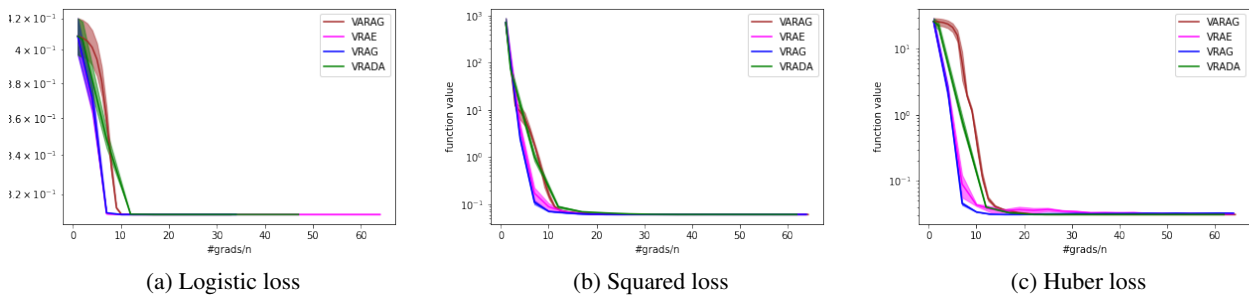 4.2 × 10⁻¹
4 × 10⁻¹
3.8 × 10⁻¹
3.6 × 10⁻¹
3.4 × 10⁻¹
3.2 × 10⁻¹
0 10 20 30 40 50 60
#grads/n
VARAG
VRAE
VRAG
VRADA
(a) Logistic loss
function value
10³
10²
10¹
10⁰
10⁻¹
0 10 20 30 40 50 60
#grads/n
VARAG
VRAE
VRAG
VRADA
(b) Squared loss
function value
10¹
10⁰
10⁻¹
0 10 20 30 40 50 60
#grads/n
VARAG
VRAE
VRAG
VRADA
(c) Huber loss